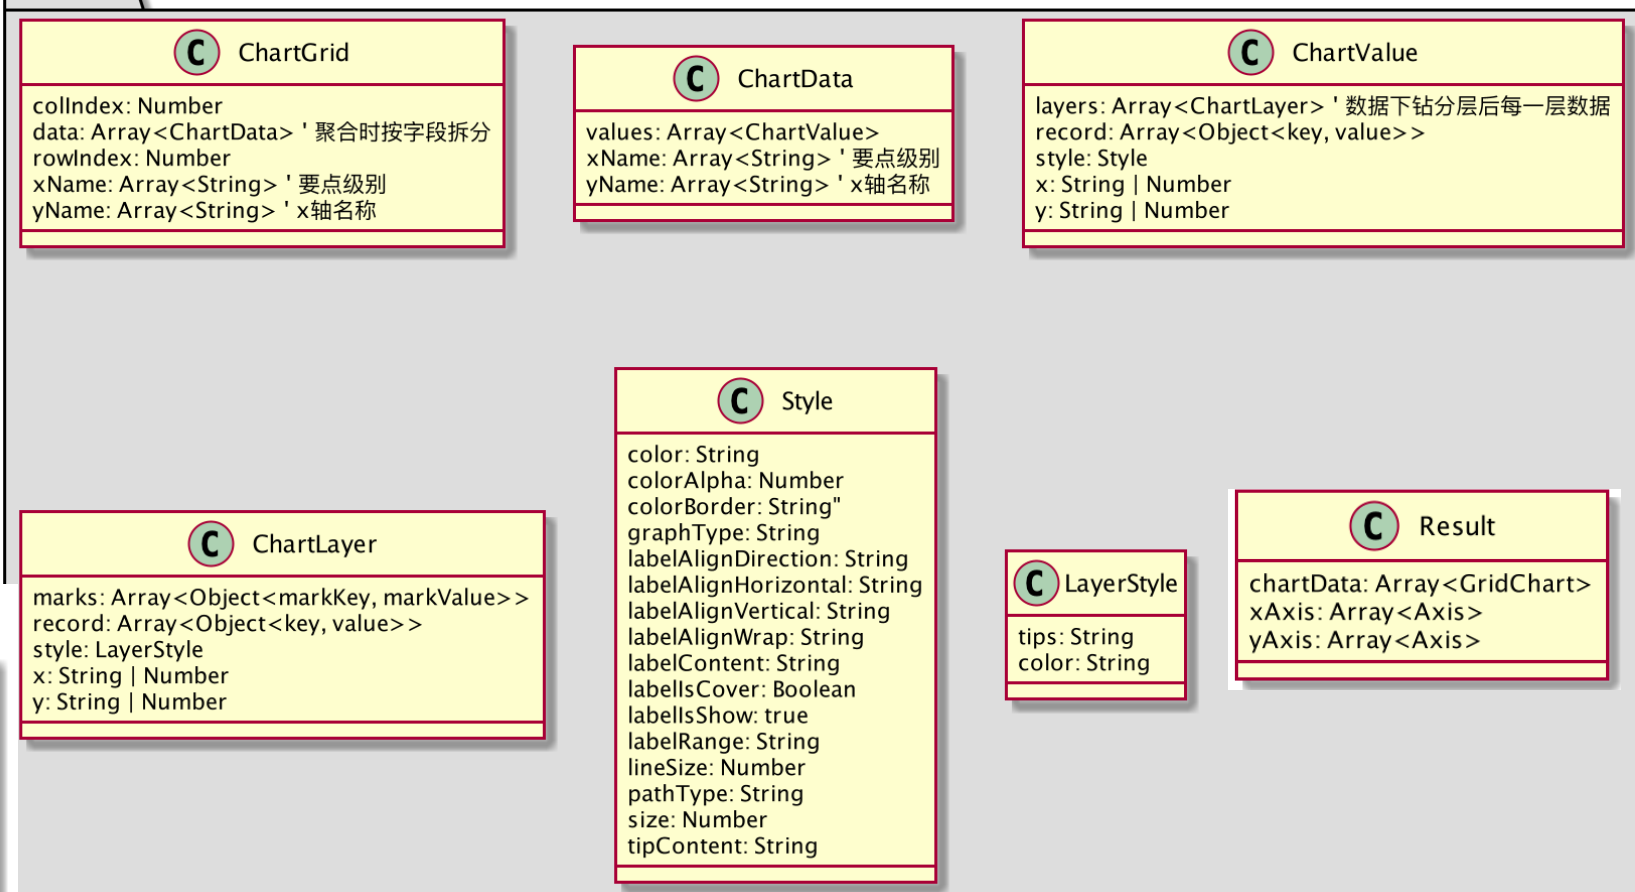 C ChartGrid
colIndex: Number
data: Array<ChartData> ' 聚合时按字段拆分
rowIndex: Number
xName: Array<String> ' 要点级别
yName: Array<String> ' x轴名称
C ChartData
values: Array<ChartValue>
xName: Array<String> ' 要点级别
yName: Array<String> ' x轴名称
C ChartValue
layers: Array<ChartLayer> ' 数据下钻分层后每一层数据
record: Array<Object<key, value>>
style: Style
x: String | Number
y: String | Number
C ChartLayer
marks: Array<Object<markKey, markValue>>
record: Array<Object<key, value>>
style: LayerStyle
x: String | Number
y: String | Number
C Style
color: String
colorAlpha: Number
colorBorder: String"
graphType: String
labelAlignDirection: String
labelAlignHorizontal: String
labelAlignVertical: String
labelAlignWrap: String
labelContent: String
labelIsCover: Boolean
labelIsShow: true
labelRange: String
lineSize: Number
pathType: String
size: Number
tipContent: String
C LayerStyle
tips: String
color: String
C Result
chartData: Array<GridChart>
xAxis: Array<Axis>
yAxis: Array<Axis>